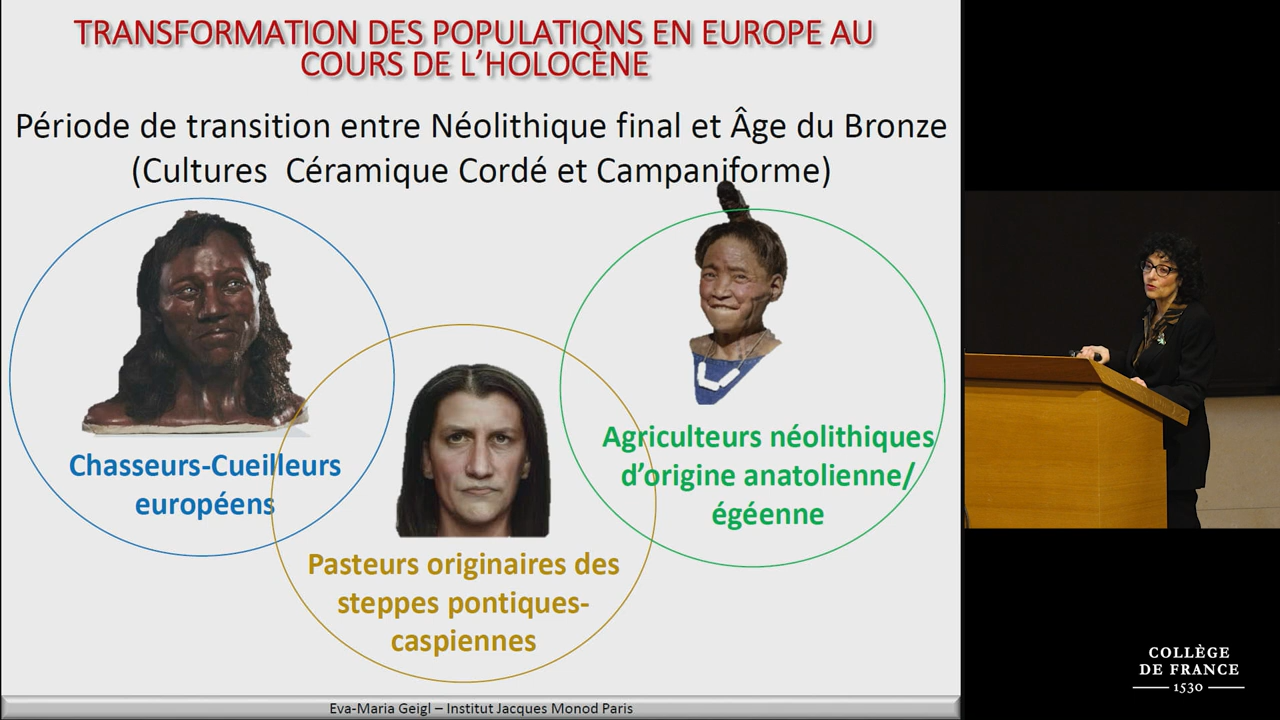 TRANSFORMATION DES POPULATIONS EN EUROPE AU
COURS DE L'HOLOCÈNE
Période de transition entre Néolithique final et Âge du Bronze
(Cultures Céramique Cordé et Campaniforme)
Chasseurs-Cueilleurs
européens
Pasteurs originaires des
steppes pontiques-
caspiennes
Agriculteurs néolithiques
d'origine anatolienne/
égéenne
Eva-Maria Geigl – Institut Jacques Monod Paris
COLLÈGE
DE FRANCE
1530